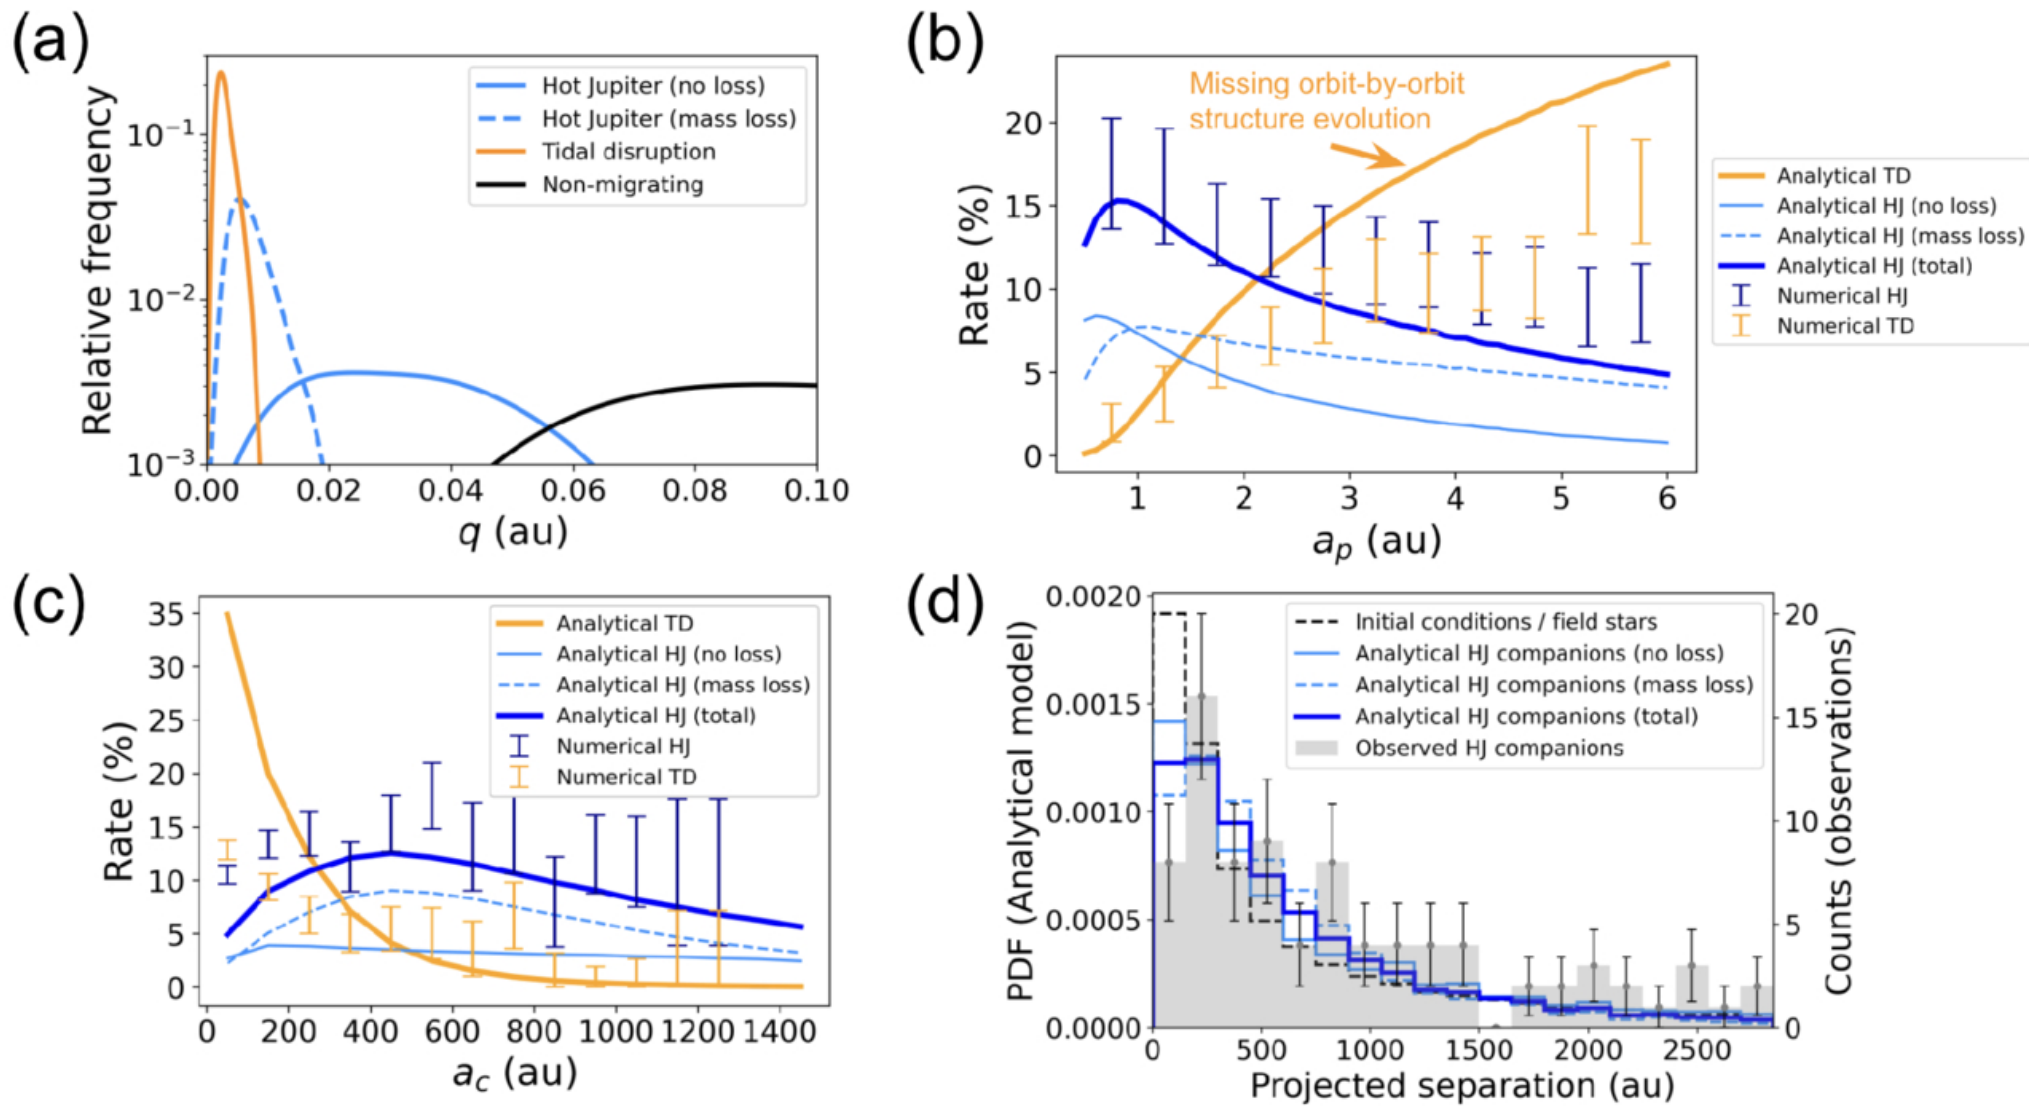 (a)
Relative frequency
10⁻¹
10⁻²
10⁻³
Hot Jupiter (no loss)
Hot Jupiter (mass loss)
Tidal disruption
Non-migrating
0.00 0.02 0.04 0.06 0.08 0.10
q (au)
(b)
Rate (%)
20
15
10
5
0
Missing orbit-by-orbit
structure evolution
1 2 3 4 5 6
a_p (au)
Analytical TD
Analytical HJ (no loss)
Analytical HJ (mass loss)
Analytical HJ (total)
Numerical HJ
Numerical TD
(c)
Rate (%)
35
30
25
20
15
10
5
0
Analytical TD
Analytical HJ (no loss)
Analytical HJ (mass loss)
Analytical HJ (total)
Numerical HJ
Numerical TD
0 200 400 600 800 1000 1200 1400
a_c (au)
(d)
PDF (Analytical model)
0.0020
0.0015
0.0010
0.0005
0.0000
Initial conditions / field stars
Analytical HJ companions (no loss)
Analytical HJ companions (mass loss)
Analytical HJ companions (total)
Observed HJ companions
20
15
10
5
0
Counts (observations)
0 500 1000 1500 2000 2500
Projected separation (au)